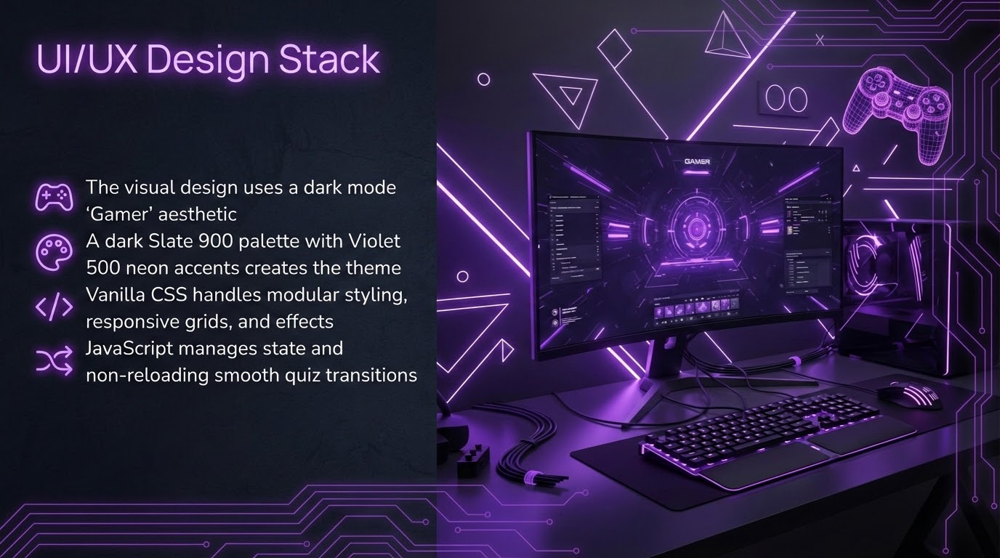 UI/UX Design Stack
The visual design uses a dark mode
‘Gamer’ aesthetic
A dark Slate 900 palette with Violet
500 neon accents creates the theme
Vanilla CSS handles modular styling,
responsive grids, and effects
JavaScript manages state and
non-reloading smooth quiz transitions
GAMER